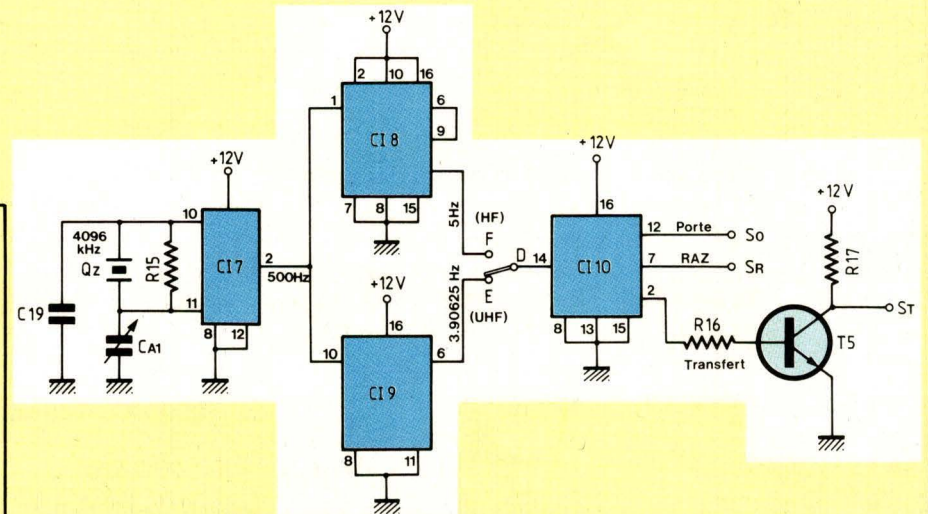 +12V
2 10 16
1
CI 8
6
9
7 8 15
5Hz
(HF)
F
+12V
10
4096
kHz
Qz
R15
CI 7
11
8 12
C19
CA1
2
500Hz
+12V
16
10
CI 9
6
8 11
3.90625 Hz
(UHF)
E
D
14
+12V
16
CI 10
12 Porte So
7 RAZ SR
2
8 13 15
R16
Transfert
+12V
R17
T5
ST